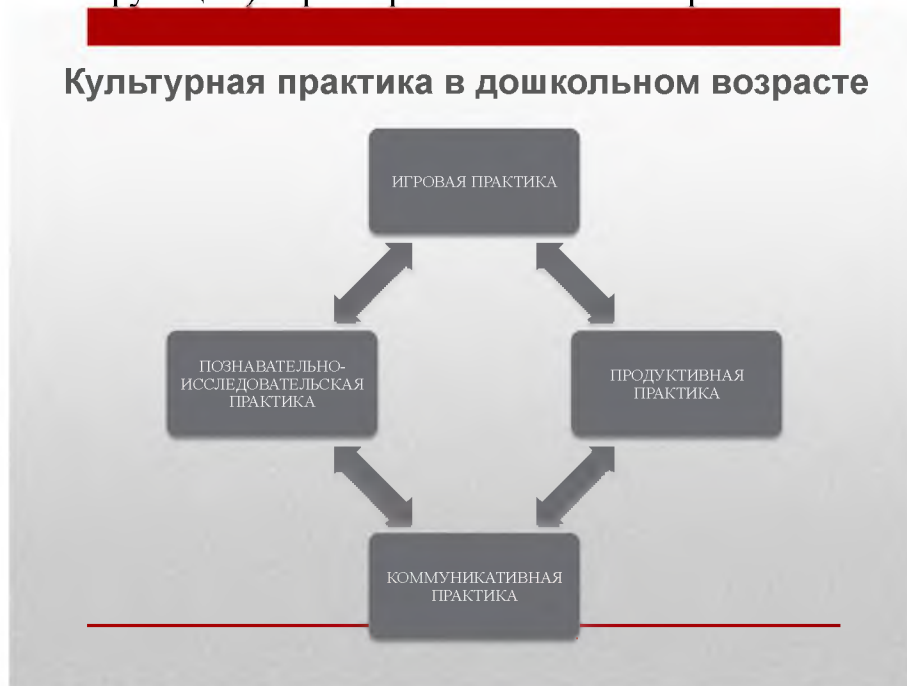 Культурная практика в дошкольном возрасте
ИГРОВАЯ ПРАКТИКА
ПОЗНАВАТЕЛЬНО-
ИССЛЕДОВАТЕЛЬСКАЯ
ПРАКТИКА
ПРОДУКТИВНАЯ
ПРАКТИКА
КОММУНИКАТИВНАЯ
ПРАКТИКА